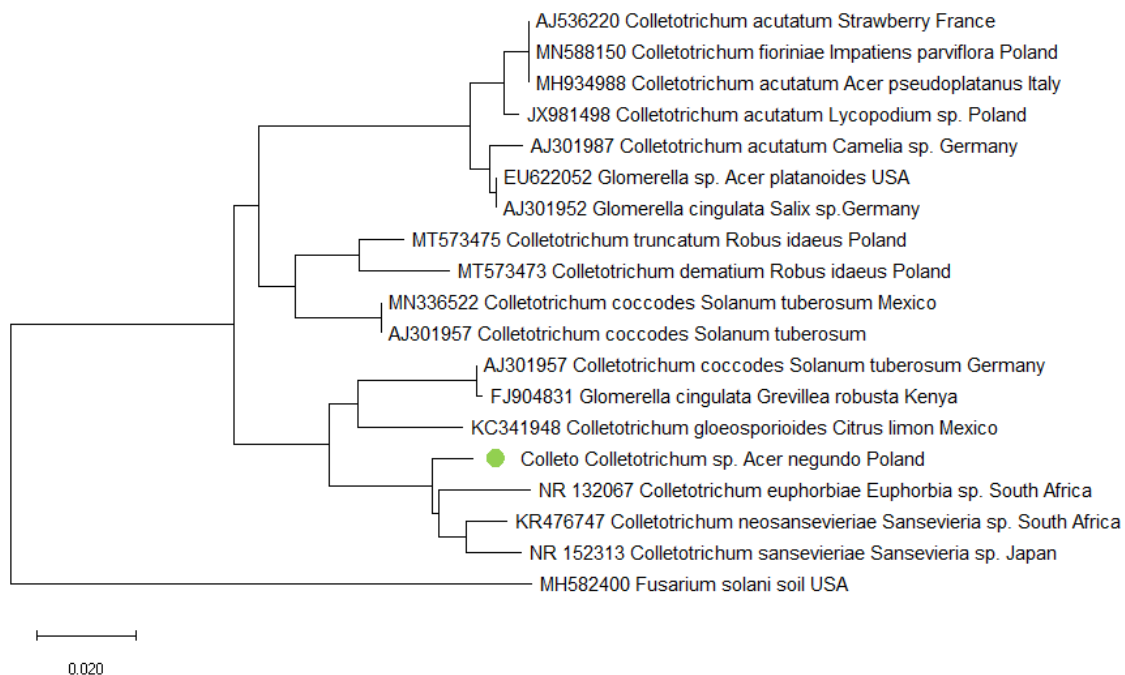 AJ536220 Colletotrichum acutatum Strawberry France
MN588150 Colletotrichum fioriniae Impatiens parviflora Poland
MH934988 Colletotrichum acutatum Acer pseudoplatanus Italy
JX981498 Colletotrichum acutatum Lycopodium sp. Poland
AJ301987 Colletotrichum acutatum Camelia sp. Germany
EU622052 Glomerella sp. Acer platanoides USA
AJ301952 Glomerella cingulata Salix sp.Germany
MT573475 Colletotrichum truncatum Robus idaeus Poland
MT573473 Colletotrichum dematium Robus idaeus Poland
MN336522 Colletotrichum coccodes Solanum tuberosum Mexico
AJ301957 Colletotrichum coccodes Solanum tuberosum
AJ301957 Colletotrichum coccodes Solanum tuberosum Germany
FJ904831 Glomerella cingulata Grevillea robusta Kenya
KC341948 Colletotrichum gloeosporioides Citrus limon Mexico
Colleto Colletotrichum sp. Acer negundo Poland
NR 132067 Colletotrichum euphorbiae Euphorbia sp. South Africa
KR476747 Colletotrichum neosansevieriae Sansevieria sp. South Africa
NR 152313 Colletotrichum sansevieriae Sansevieria sp. Japan
MH582400 Fusarium solani soil USA
0.020